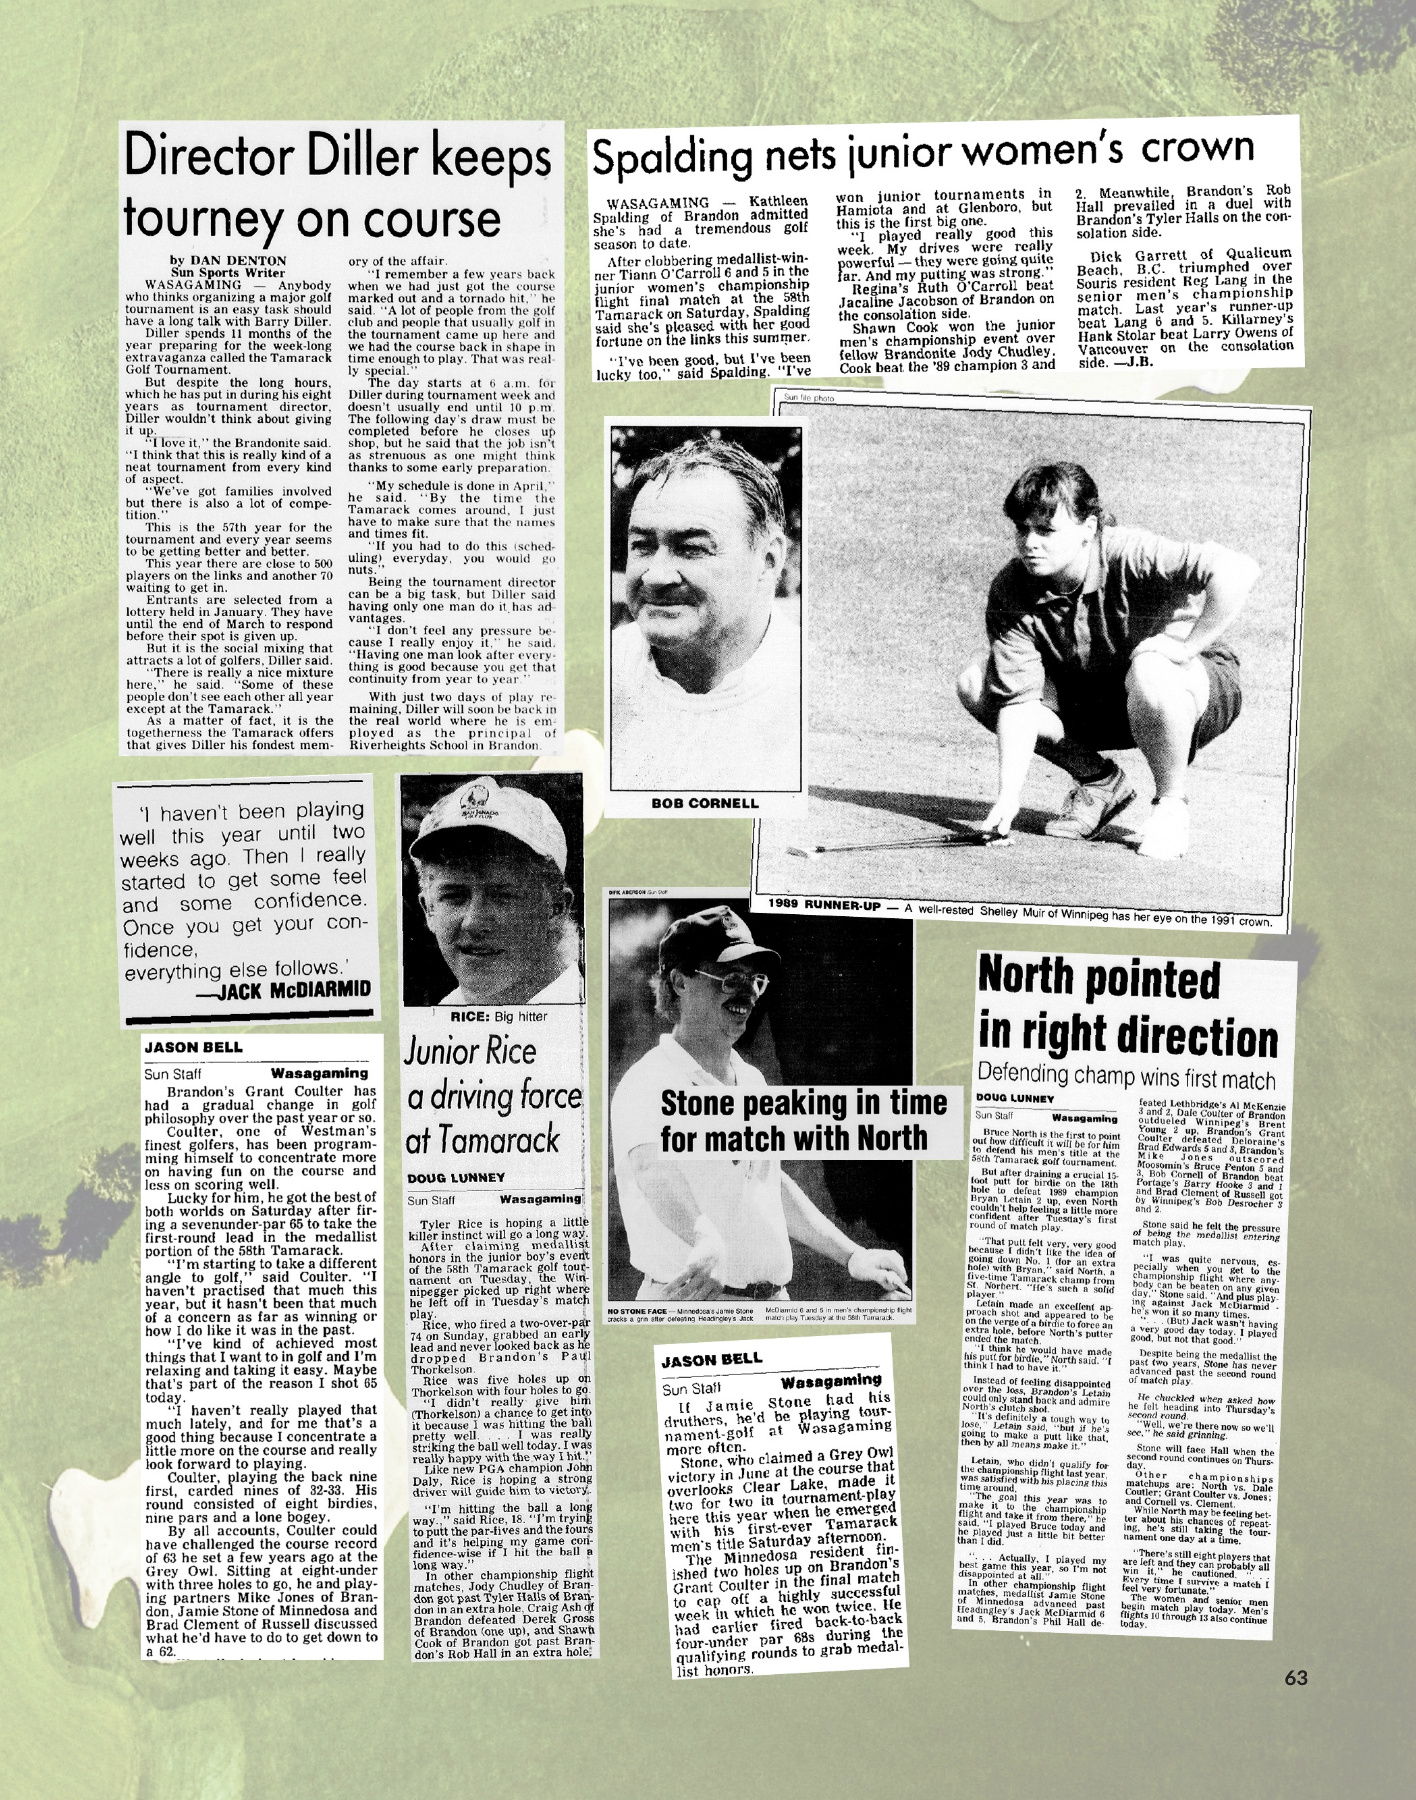 Director Diller keeps
tourney on course
by DAN DENTON
Sun Sports Writer
WASAGAMING — Anybody
who thinks organizing a major golf
tournament is an easy task should
have a long talk with Barry Diller.
Diller spends 11 months of the
year preparing for the week-long
extravaganza called the Tamarack
Golf Tournament.
But despite the long hours,
which he has put in during his eight
years as tournament director,
Diller wouldn't think about giving
it up.
"I love it," the Brandonite said.
"I think that this is really kind of a
neat tournament from every kind
of aspect.
"We've got families involved
but there is also a lot of compe-
tition."
This is the 57th year for the
tournament and every year seems
to be getting better and better.
This year there are close to 500
players on the links and another 70
waiting to get in.
Entrants are selected from a
lottery held in January. They have
until the end of March to respond
before their spot is given up.
But it is the social mixing that
attracts a lot of golfers, Diller said.
"There is really a nice mixture
here," he said. "Some of these
people don't see each other all year
except at the Tamarack."
As a matter of fact, it is the
togetherness the Tamarack offers
that gives Diller his fondest mem-
ory of the affair.
"I remember a few years back
when we had just got the course
marked out and a tornado hit," he
said. "A lot of people from the golf
club and people that usually golf in
the tournament came up here and
we had the course back in shape in
time enough to play. That was real-
ly special."
The day starts at 6 a.m. for
Diller during tournament week and
doesn't usually end until 10 p.m.
The following day's draw must be
completed before he closes up
shop, but he said that the job isn't
as strenuous as one might think
thanks to some early preparation.
"My schedule is done in April,"
he said. "By the time the
Tamarack comes around, I just
have to make sure that the names
and times fit.
"If you had to do this (sched-
uling) everyday, you would go
nuts."
Being the tournament director
can be a big task, but Diller said
having only one man do it has ad-
vantages.
"I don't feel any pressure be-
cause I really enjoy it," he said.
"Having one man look after every-
thing is good because you get that
continuity from year to year."
With just two days of play re-
maining, Diller will soon be back in
the real world where he is em-
ployed as the principal of
Riverheights School in Brandon.
Spalding nets junior women's crown
WASAGAMING — Kathleen
Spalding of Brandon admitted
she's had a tremendous golf
season to date.
After clobbering medallist-win-
ner Tiann O'Carroll 6 and 5 in the
junior women's championship
flight final match at the 58th
Tamarack on Saturday, Spalding
said she's pleased with her good
fortune on the links this summer.
"I've been good, but I've been
lucky too," said Spalding. "I've
won junior tournaments in
Hamiota and at Glenboro, but
this is the first big one.
"I played really good this
week. My drives were really
powerful — they were going quite
far. And my putting was strong."
Regina's Ruth O'Carroll beat
Jacaline Jacobson of Brandon on
the consolation side.
Shawn Cook won the junior
men's championship event over
fellow Brandonite Jody Chudley.
Cook beat the '89 champion 3 and
2. Meanwhile, Brandon's Rob
Hall prevailed in a duel with
Brandon's Tyler Halls on the con-
solation side.
Dick Garrett of Qualicum
Beach, B.C. triumphed over
Souris resident Reg Lang in the
senior men's championship
match. Last year's runner-up
beat Lang 6 and 5. Killarney's
Hank Stolar beat Larry Owens of
Vancouver on the consolation
side. —J.B.
Sun file photo
BOB CORNELL
1989 RUNNER-UP — A well-rested Shelley Muir of Winnipeg has her eye on the 1991 crown.
'I haven't been playing
well this year until two
weeks ago. Then I really
started to get some feel
and some confidence.
Once you get your con-
fidence,
everything else follows.'
—JACK McDIARMID
JASON BELL
Sun Staff Wasagaming
Brandon's Grant Coulter has
had a gradual change in golf
philosophy over the past year or so.
Coulter, one of Westman's
finest golfers, has been program-
ming himself to concentrate more
on having fun on the course and
less on scoring well.
Lucky for him, he got the best of
both worlds on Saturday after fir-
ing a sevenunder-par 65 to take the
first-round lead in the medallist
portion of the 58th Tamarack.
"I'm starting to take a different
angle to golf," said Coulter. "I
haven't practised that much this
year, but it hasn't been that much
of a concern as far as winning or
how I do like it was in the past.
"I've kind of achieved most
things that I want to in golf and I'm
relaxing and taking it easy. Maybe
that's part of the reason I shot 65
today.
"I haven't really played that
much lately, and for me that's a
good thing because I concentrate a
little more on the course and really
look forward to playing.
Coulter, playing the back nine
first, carded nines of 32-33. His
round consisted of eight birdies,
nine pars and a lone bogey.
By all accounts, Coulter could
have challenged the course record
of 63 he set a few years ago at the
Grey Owl. Sitting at eight-under
with three holes to go, he and play-
ing partners Mike Jones of Bran-
don, Jamie Stone of Minnedosa and
Brad Clement of Russell discussed
what he'd have to do to get down to
a 62.
RICE: Big hitter
Junior Rice
a driving force
at Tamarack
DOUG LUNNEY
Sun Staff Wasagaming
Tyler Rice is hoping a little
killer instinct will go a long way.
After claiming medallist
honors in the junior boy's event
of the 58th Tamarack golf tour-
nament on Tuesday, the Win-
nipegger picked up right where
he left off in Tuesday's match
play.
Rice, who fired a two-over-par
74 on Sunday, grabbed an early
lead and never looked back as he
dropped Brandon's Paul
Thorkelson.
Rice was five holes up on
Thorkelson with four holes to go.
"I didn't really give him
(Thorkelson) a chance to get into
it because I was hitting the ball
pretty well. . . . I was really
striking the ball well today. I was
really happy with the way I hit."
Like new PGA champion John
Daly, Rice is hoping a strong
driver will guide him to victory.
"I'm hitting the ball a long
way.," said Rice, 18. "I'm trying
to putt the par-fives and the fours
and it's helping my game con-
fidence-wise if I hit the ball a
long way."
In other championship flight
matches, Jody Chudley of Bran-
don got past Tyler Halls of Bran-
don in an extra hole, Craig Ash of
Brandon defeated Derek Gross
of Brandon (one up), and Shawn
Cook of Brandon got past Bran-
don's Rob Hall in an extra hole.
DIRK ABERSON/Sun Staff
Stone peaking in time
for match with North
NO STONE FACE — Minnedosa's Jamie Stone
cracks a grin after defeating Headingley's Jack
McDiarmid 6 and 5 in men's championship flight
match play Tuesday at the 58th Tamarack.
JASON BELL
Sun Staff Wasagaming
If Jamie Stone had his
druthers, he'd be playing tour-
nament-golf at Wasagaming
more often.
Stone, who claimed a Grey Owl
victory in June at the course that
overlooks Clear Lake, made it
two for two in tournament-play
here this year when he emerged
with his first-ever Tamarack
men's title Saturday afternoon.
The Minnedosa resident fin-
ished two holes up on Brandon's
Grant Coulter in the final match
to cap off a highly successful
week in which he won twice. He
had earlier fired back-to-back
four-under par 68s during the
qualifying rounds to grab medal-
list honors.
North pointed
in right direction
Defending champ wins first match
DOUG LUNNEY
Sun Staff Wasagaming
Bruce North is the first to point
out how difficult it will be for him
to defend his men's title at the
58th Tamarack golf tournament.
But after draining a crucial 15-
foot putt for birdie on the 18th
hole to defeat 1989 champion
Bryan Letain 2 up, even North
couldn't help feeling a little more
confident after Tuesday's first
round of match play.
"That putt felt very, very good
because I didn't like the idea of
going down No. 1 (for an extra
hole) with Bryan," said North, a
five-time Tamarack champ from
St. Norbert. "He's such a solid
player."
Letain made an excellent ap-
proach shot and appeared to be
on the verge of a birdie to force an
extra hole, before North's putter
ended the match.
"I think he would have made
his putt for birdie," North said. "I
think I had to have it."
Instead of feeling disappointed
over the loss, Brandon's Letain
could only stand back and admire
North's clutch shot.
"It's definitely a tough way to
lose," Letain said, "but if he's
going to make a putt like that,
then by all means make it."
Letain, who didn't qualify for
the championship flight last year,
was satisfied with his placing this
time around.
"The goal this year was to
make it to the championship
flight and take it from there," he
said. "I played Bruce today and
he played just a little bit better
than I did.
". . . Actually, I played my
best game this year, so I'm not
disappointed at all."
In other championship flight
matches, medallist Jamie Stone
of Minnedosa advanced past
Headingley's Jack McDiarmid 6
and 5, Brandon's Phil Hall de-
feated Lethbridge's Al McKenzie
3 and 2, Dale Coulter of Brandon
outdueled Winnipeg's Brent
Young 2 up, Brandon's Grant
Coulter defeated Deloraine's
Brad Edwards 5 and 3, Brandon's
Mike Jones outscored
Moosomin's Bruce Penton 5 and
3, Bob Cornell of Brandon beat
Portage's Barry Hooke 3 and 1
and Brad Clement of Russell got
by Winnipeg's Bob Desrocher 3
and 2.
Stone said he felt the pressure
of being the medallist entering
match play.
"I was quite nervous, es-
pecially when you get to the
championship flight where any-
body can be beaten on any given
day," Stone said. "And plus play-
ing against Jack McDiarmid -
he's won it so many times.
". . . (But) Jack wasn't having
a very good day today. I played
good, but not that good."
Despite being the medallist the
past two years, Stone has never
advanced past the second round
of match play.
He chuckled when asked how
he felt heading into Thursday's
second round.
"Well, we're there now so we'll
see," he said grinning.
Stone will face Hall when the
second round continues on Thurs-
day.
Other championships
matchups are: North vs. Dale
Coutler; Grant Coulter vs. Jones;
and Cornell vs. Clement.
While North may be feeling bet-
ter about his chances of repeat-
ing, he's still taking the tour-
nament one day at a time.
"There's still eight players that
are left and they can probably all
win it," he cautioned.
Every time I survive a match I
feel very fortunate."
The women and senior men
begin match play today. Men's
flights 10 through 13 also continue
today.
63